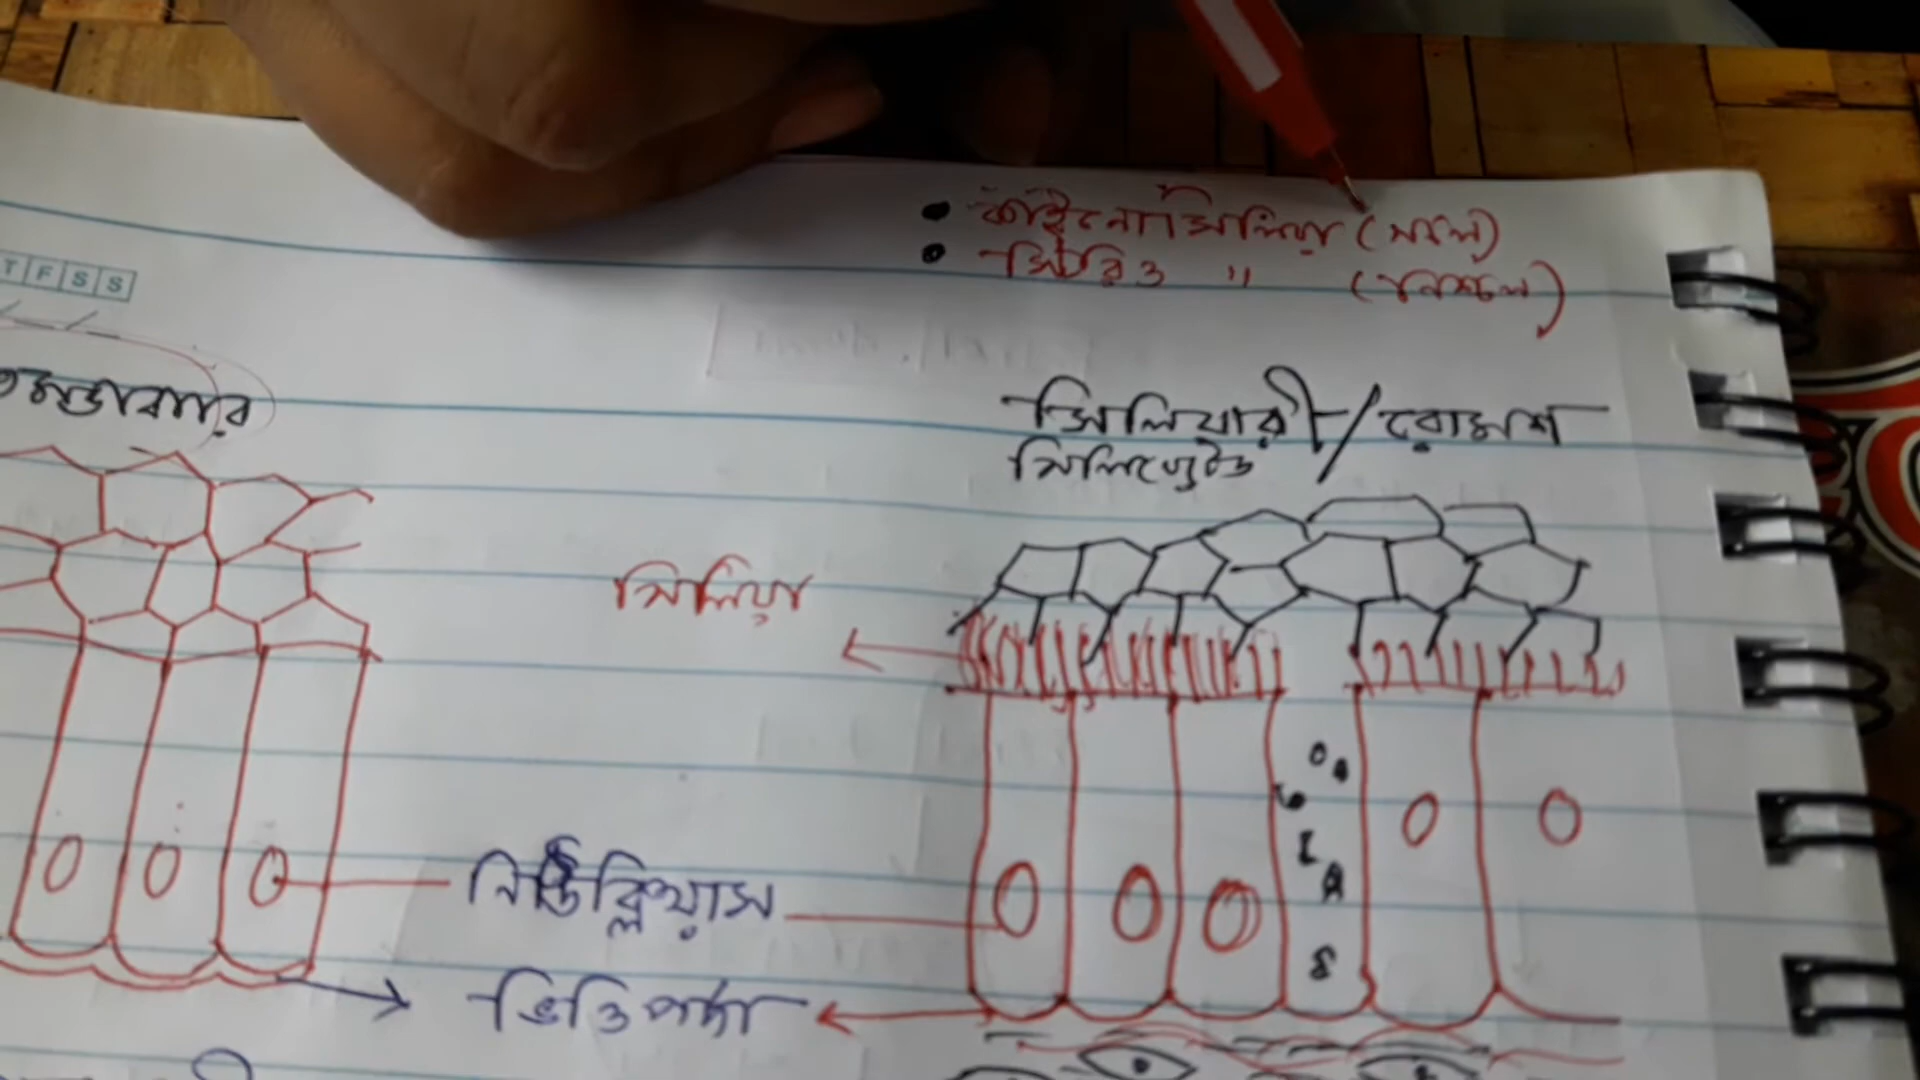 • কাইনোসিলিয়া (সচল)
• স্টিরিও " (নিশ্চল)
T F S S
স্তম্ভাকার
সিলিয়ারী/রোমশ
সিলিয়েটেড
সিলিয়া
নিউক্লিয়াস
ভিত্তিপর্দা